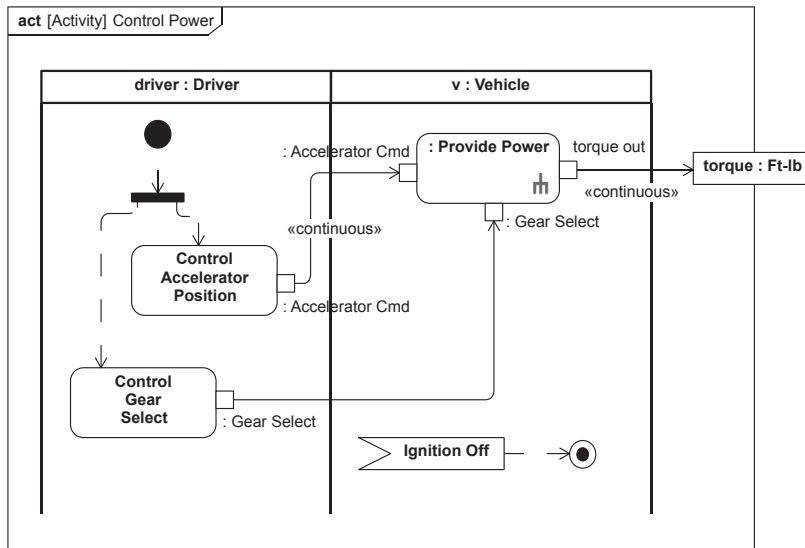 act [Activity] Control Power
driver : Driver
v : Vehicle
: Accelerator Cmd
: Provide Power
torque out
torque : Ft-lb
«continuous»
: Gear Select
«continuous»
Control
Accelerator
Position
: Accelerator Cmd
Control
Gear
Select
: Gear Select
Ignition Off